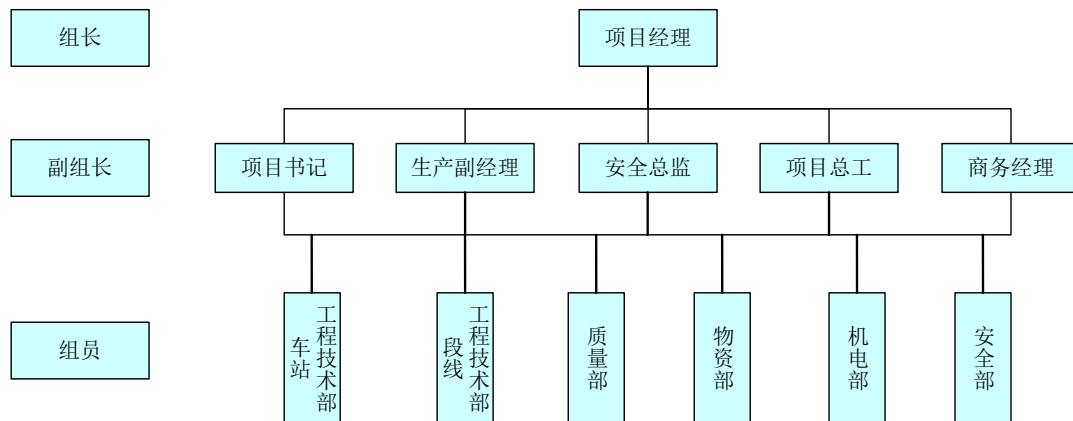 组长
项目经理
副组长
项目书记
生产副经理
安全总监
项目总工
商务经理
组员
工程技术部
车站
工程技术部
段线
质量部
物资部
机电部
安全部